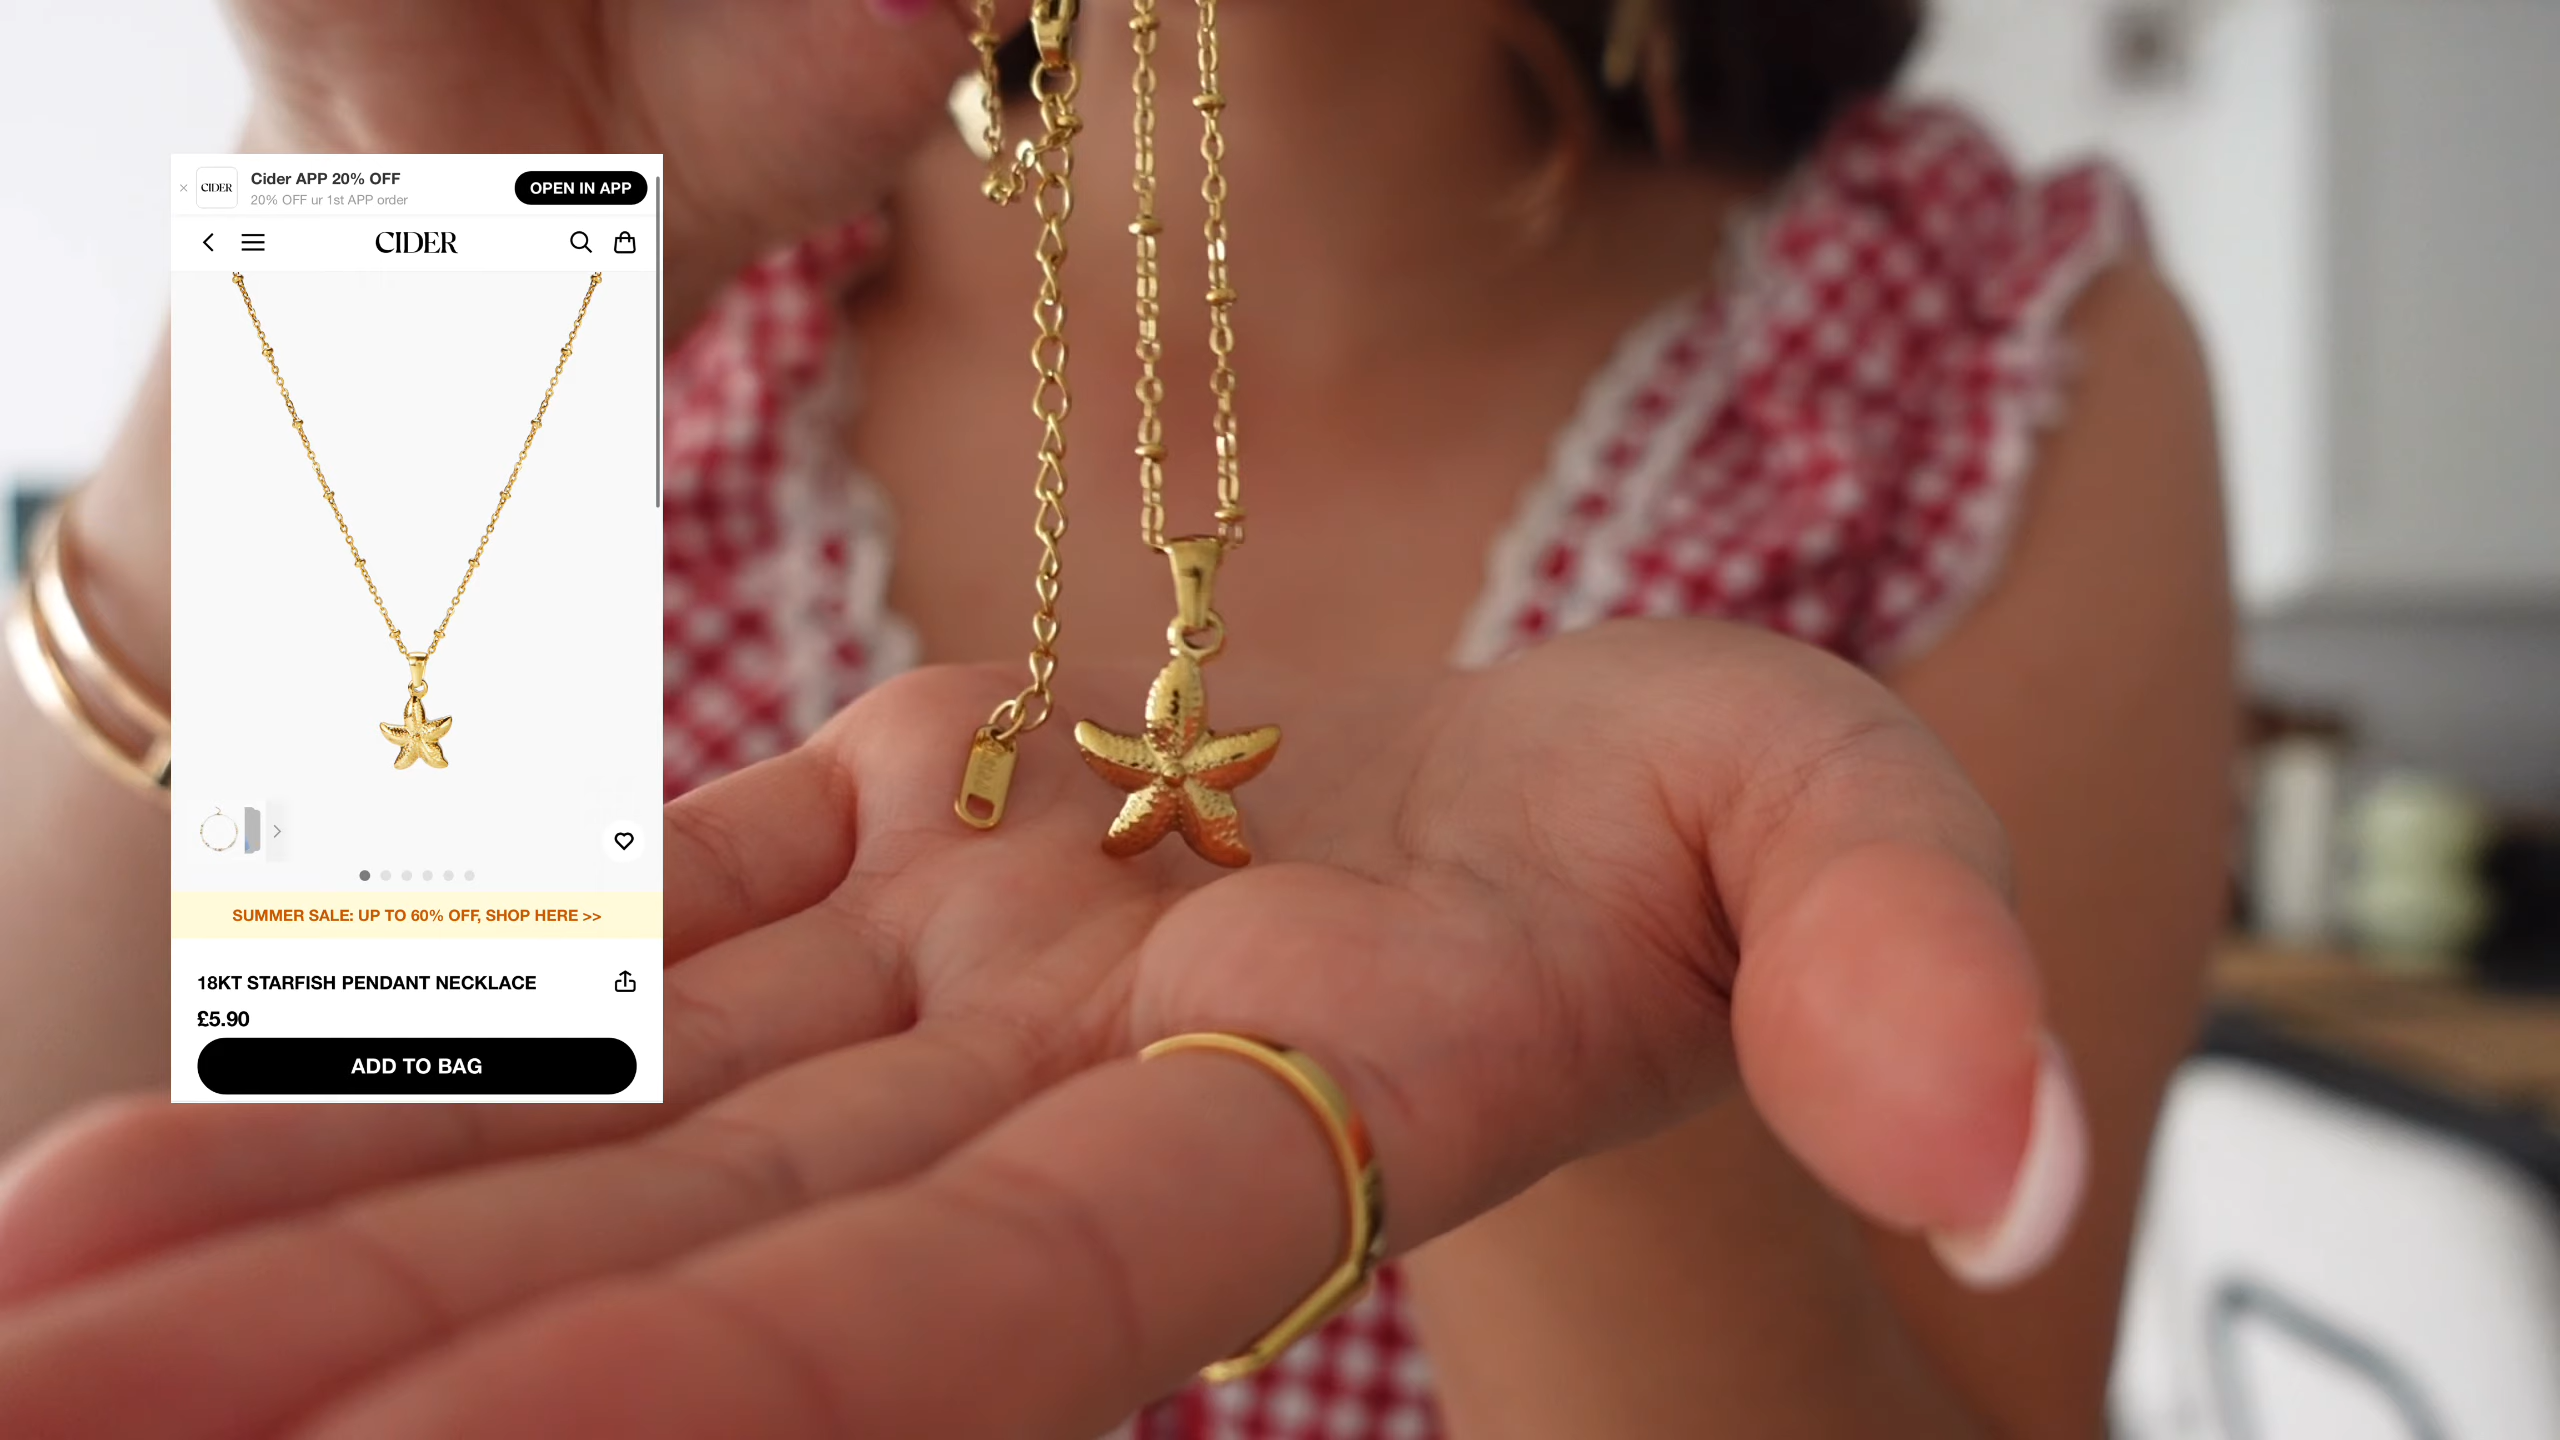 Cider APP 20% OFF
20% OFF ur 1st APP order
OPEN IN APP
CIDER
CIDER
SUMMER SALE: UP TO 60% OFF, SHOP HERE >>
18KT STARFISH PENDANT NECKLACE
£5.90
ADD TO BAG